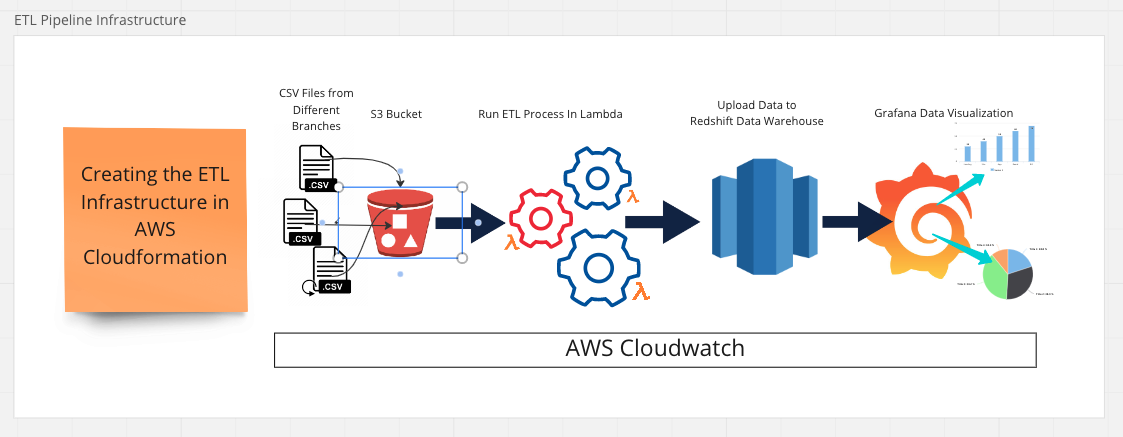 ETL Pipeline Infrastructure
Creating the ETL
Infrastructure in
AWS
Cloudformation
CSV Files from
Different
Branches
S3 Bucket
Run ETL Process In Lambda
Upload Data to
Redshift Data Warehouse
Grafana Data Visualization
.CSV
.CSV
.CSV
λ
λ
λ
AWS Cloudwatch